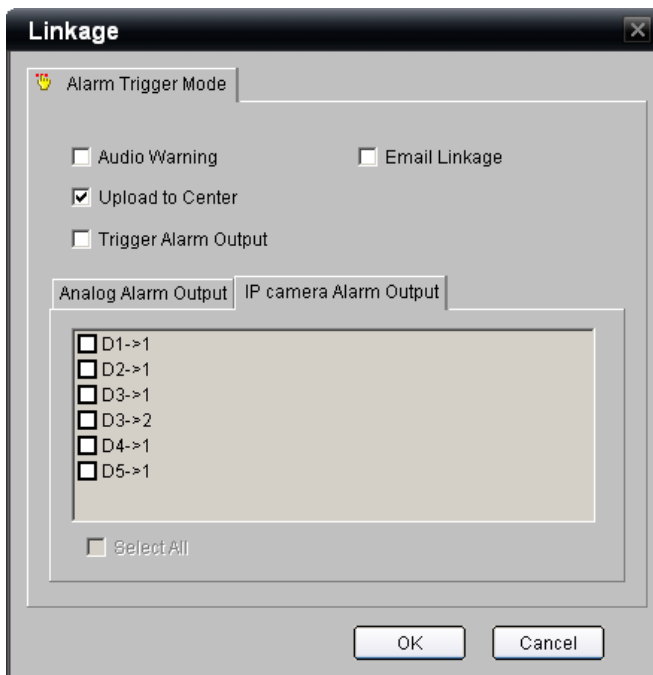 Linkage
Alarm Trigger Mode
Audio Warning
Email Linkage
Upload to Center
Trigger Alarm Output
Analog Alarm Output
IP camera Alarm Output
D1->1
D2->1
D3->1
D3->2
D4->1
D5->1
Select All
OK
Cancel